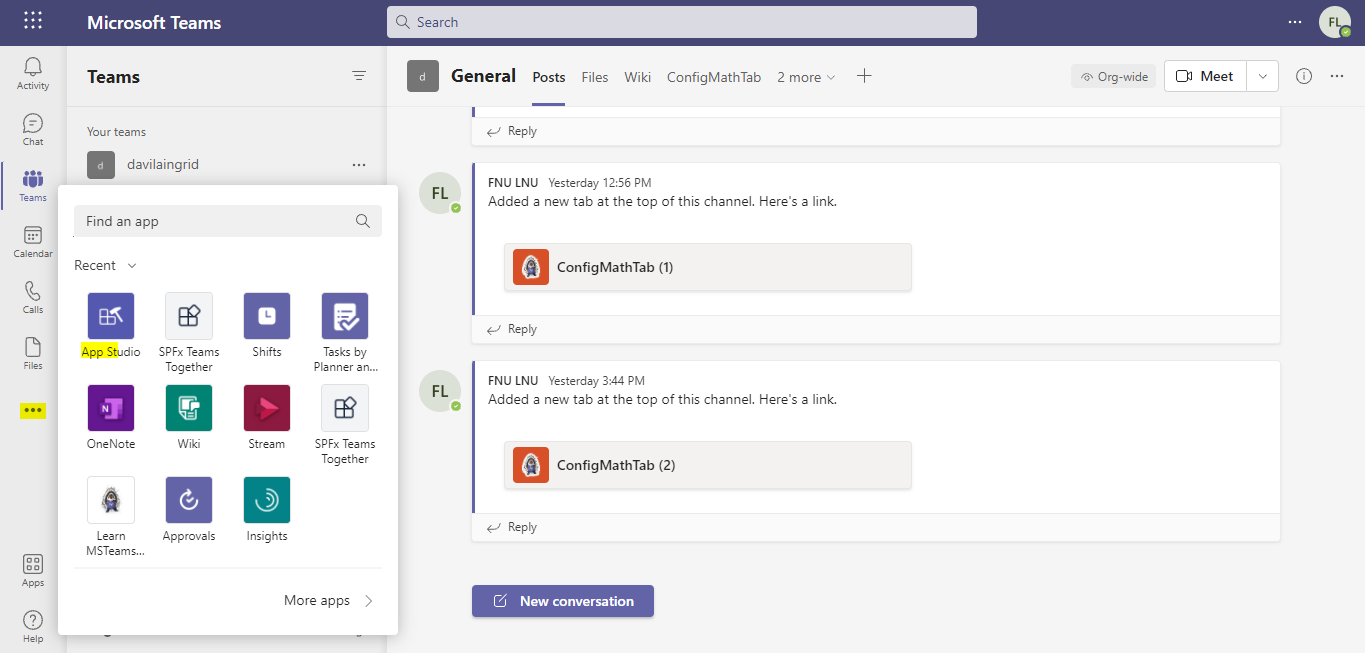 Microsoft Teams
Search
FL
Activity
Chat
Teams
Calendar
Calls
Files
Apps
Help
Teams
Your teams
d
davilaingrid
Find an app
Recent
App Studio
SPFx Teams
Together
Shifts
Tasks by
Planner an...
OneNote
N
Wiki
Stream
SPFx Teams
Together
Learn
MSTeams...
Approvals
Insights
More apps
d
General
Posts
Files
Wiki
ConfigMathTab
2 more
Org-wide
Meet
Reply
FL
FNU LNU Yesterday 12:56 PM
Added a new tab at the top of this channel. Here's a link.
ConfigMathTab (1)
Reply
FL
FNU LNU Yesterday 3:44 PM
Added a new tab at the top of this channel. Here's a link.
ConfigMathTab (2)
Reply
New conversation